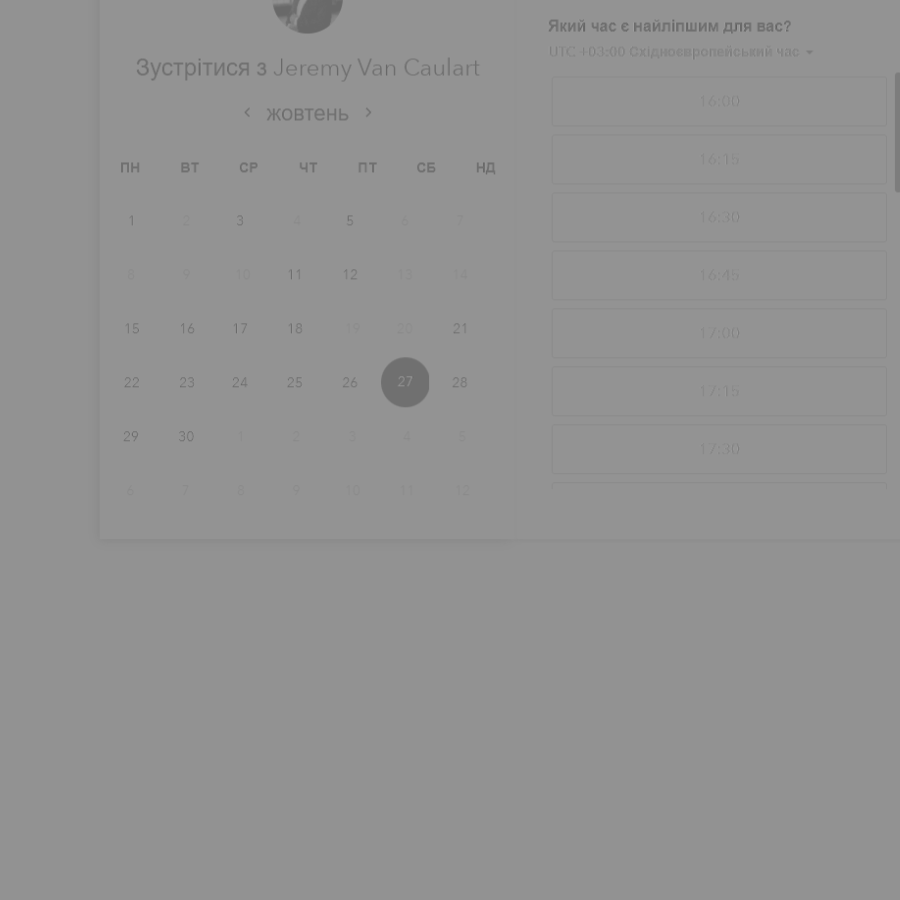 Зустрітися з Jeremy Van Caulart
жовтень
ПН ВТ СР ЧТ ПТ СБ НД
1 2 3 4 5 6 7
8 9 10 11 12 13 14
15 16 17 18 19 20 21
22 23 24 25 26 27 28
29 30 1 2 3 4 5
6 7 8 9 10 11 12
Який час є найліпшим для вас?
UTC +03:00 Східноєвропейський час
16:00
16:15
16:30
16:45
17:00
17:15
17:30